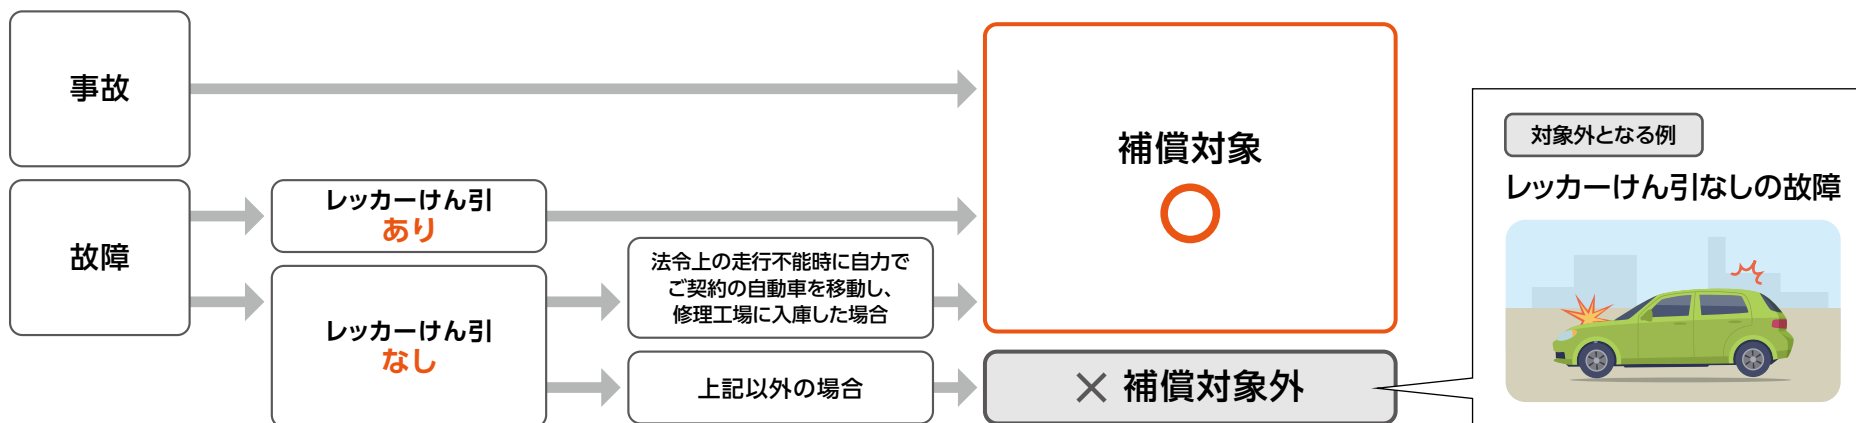 事故
補償対象
対象外となる例
レッカーけん引なしの故障
故障
レッカーけん引
あり
法令上の走行不能時に自力で
ご契約の自動車を移動し、
修理工場に入庫した場合
レッカーけん引
なし
上記以外の場合
× 補償対象外